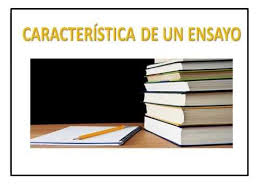 CARACTERÍSTICA DE UN ENSAYO